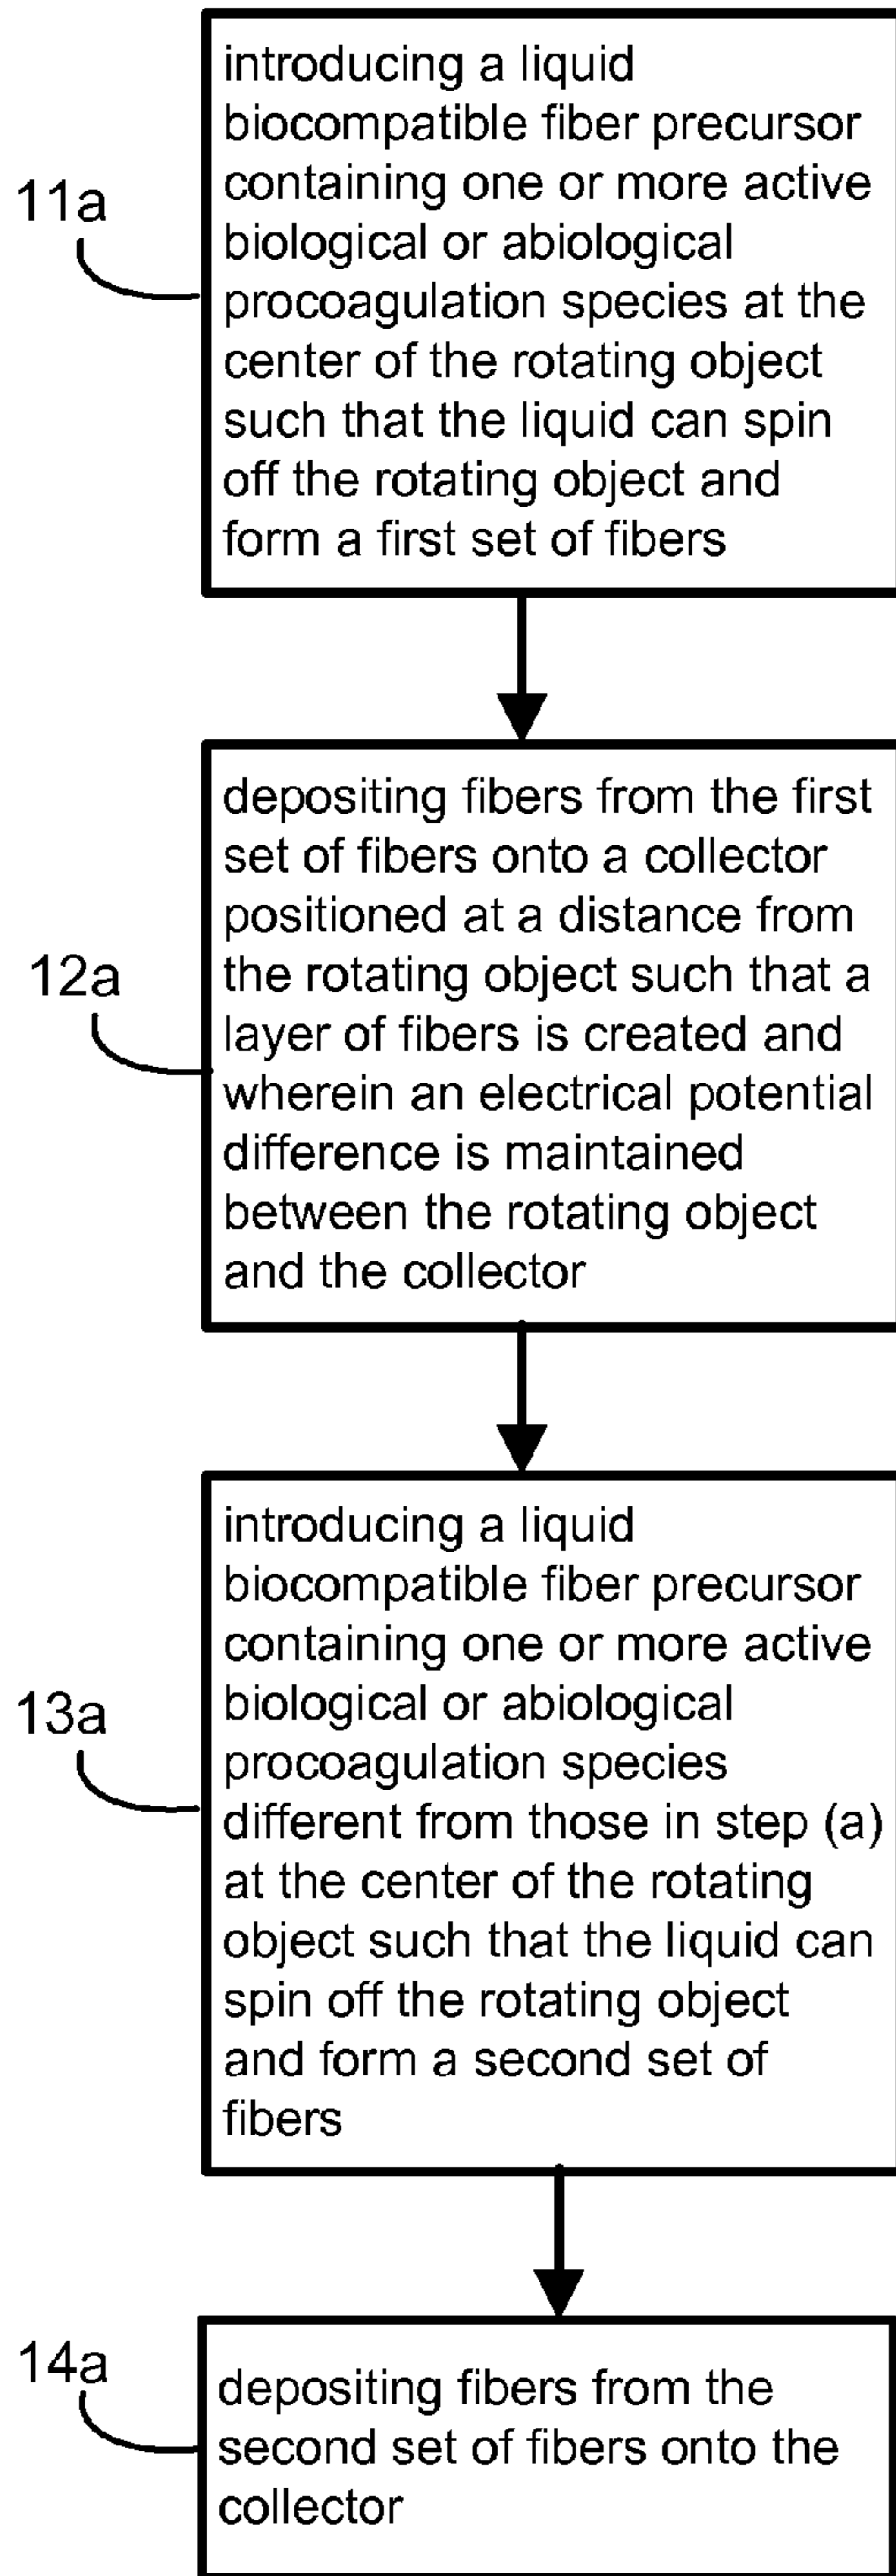 11a
introducing a liquid
biocompatible fiber precursor
containing one or more active
biological or abiological
procoagulation species at the
center of the rotating object
such that the liquid can spin
off the rotating object and
form a first set of fibers
12a
depositing fibers from the first
set of fibers onto a collector
positioned at a distance from
the rotating object such that a
layer of fibers is created and
wherein an electrical potential
difference is maintained
between the rotating object
and the collector
13a
introducing a liquid
biocompatible fiber precursor
containing one or more active
biological or abiological
procoagulation species
different from those in step (a)
at the center of the rotating
object such that the liquid can
spin off the rotating object
and form a second set of
fibers
14a
depositing fibers from the
second set of fibers onto the
collector